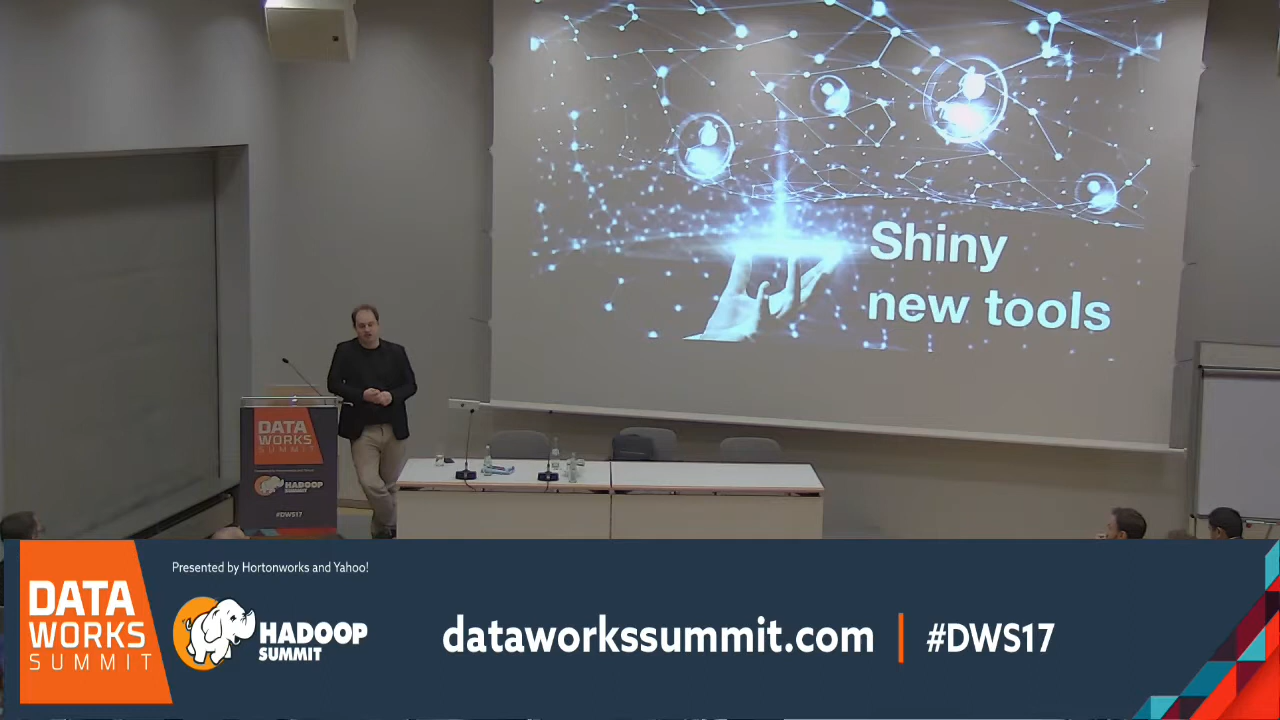 Shiny
new tools
DATA
WORKS
SUMMIT
HADOOP
SUMMIT
#DWS17
DATA
WORKS
SUMMIT
Presented by Hortonworks and Yahoo!
HADOOP
SUMMIT
dataworkssummit.com | #DWS17